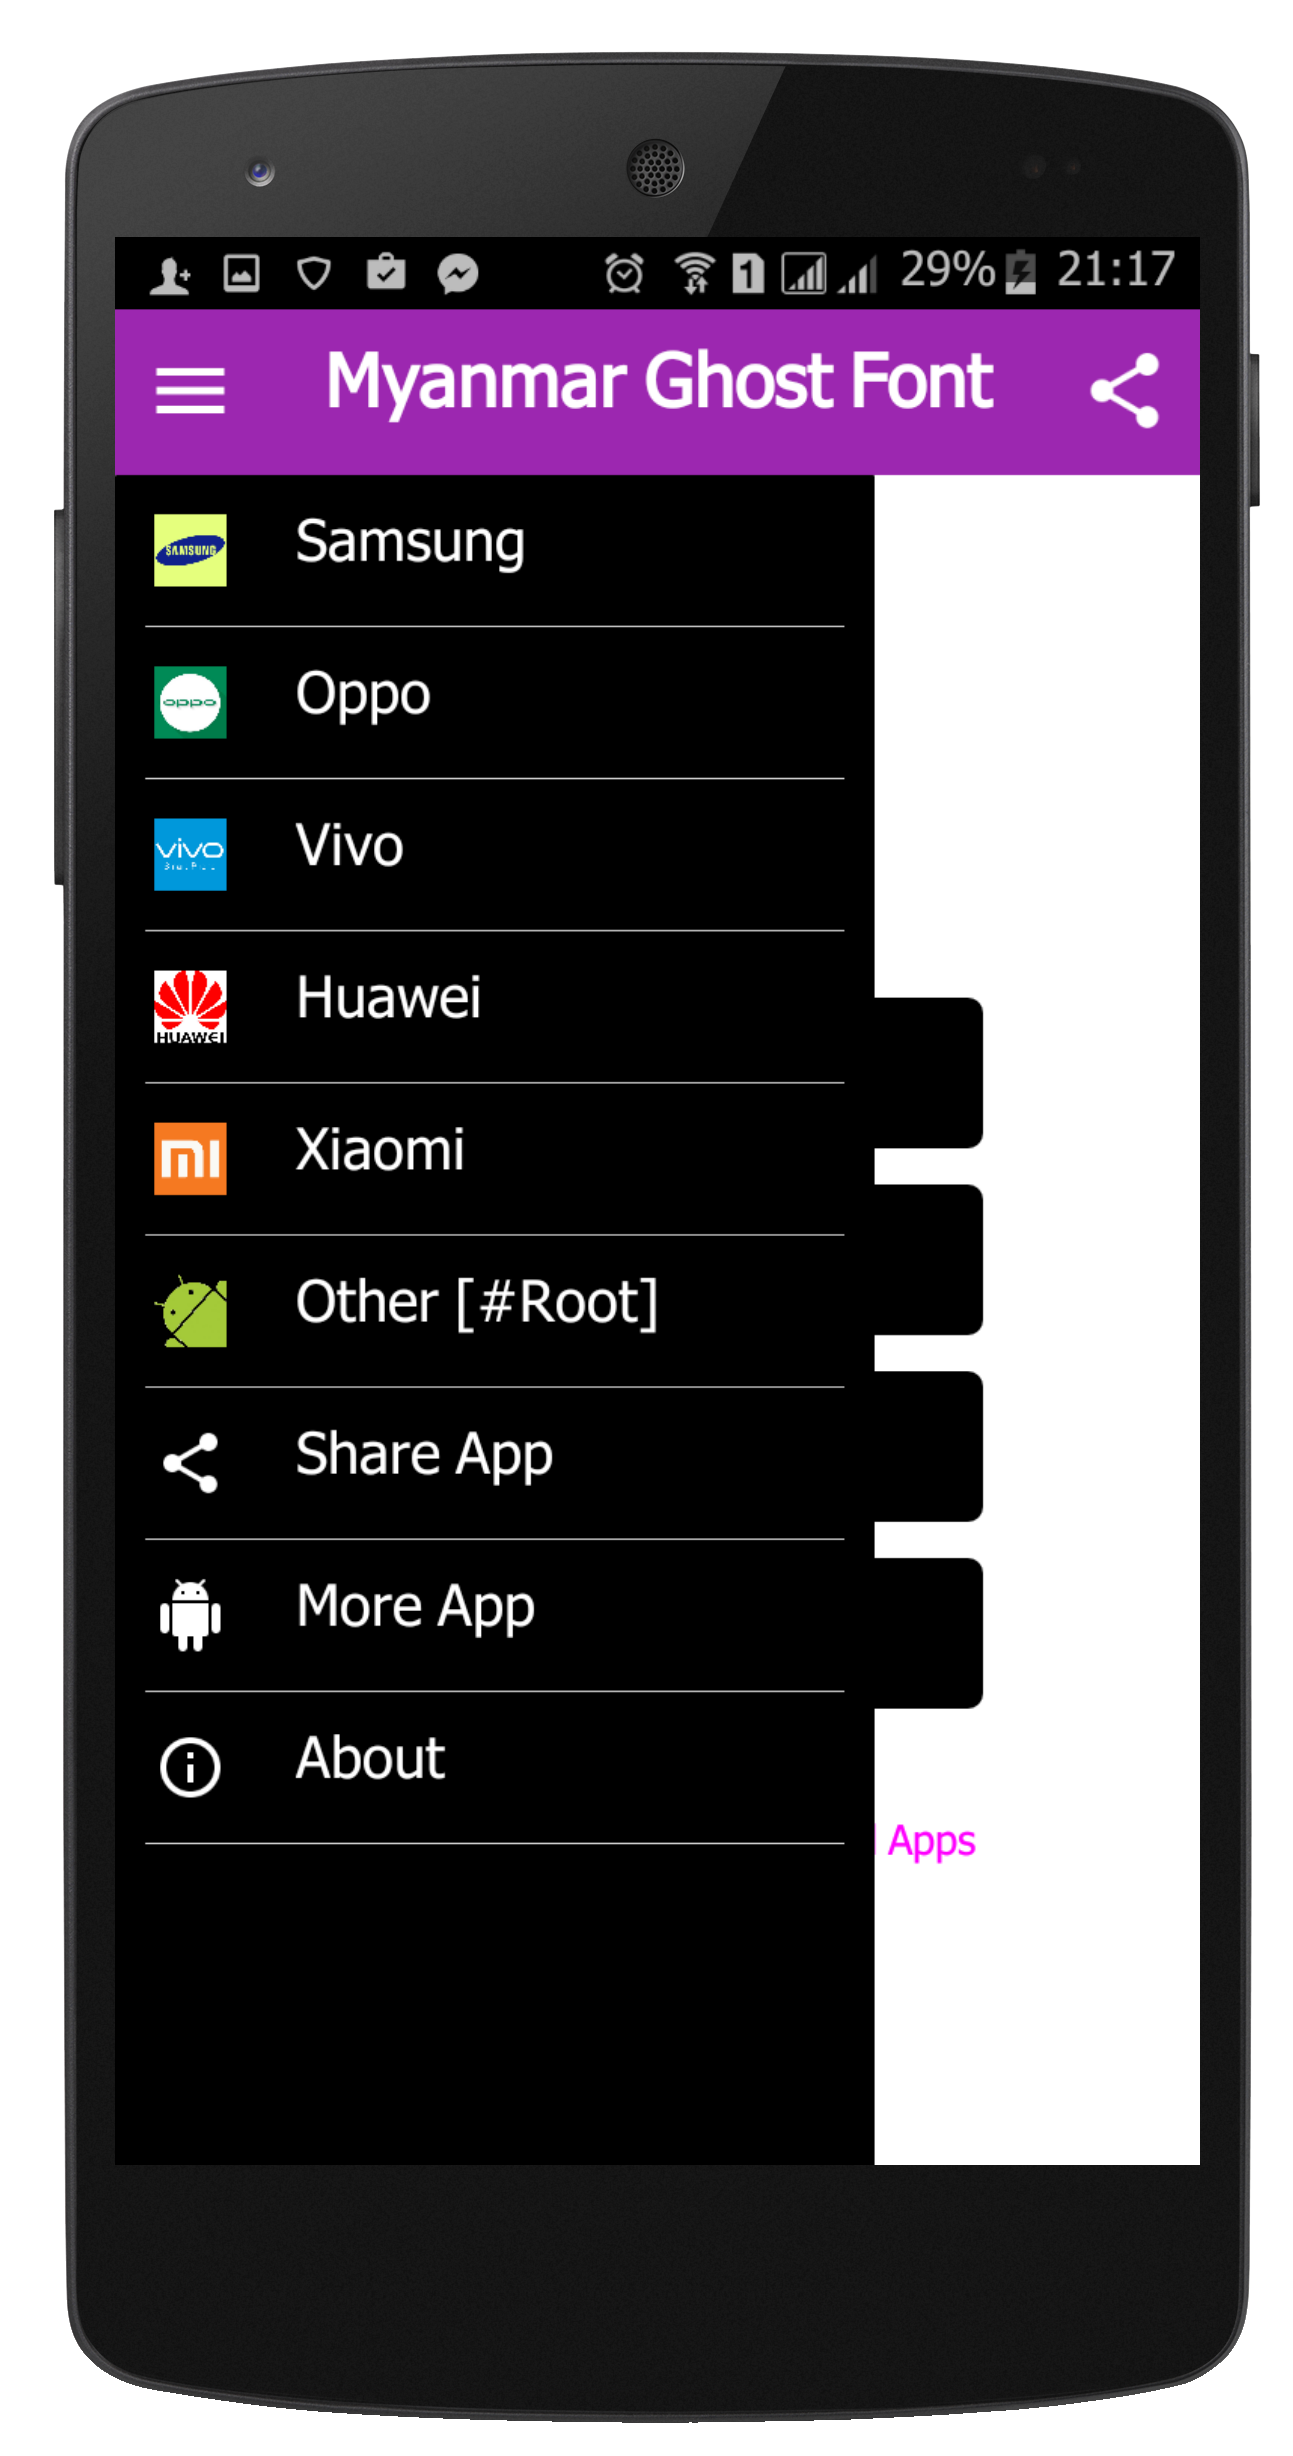 1 29% 21:17
Myanmar Ghost Font
SAMSUNG
Samsung
oppo
Oppo
vivo
Vivo
HUAWEI
Huawei
mi
Xiaomi
Other [#Root]
Share App
More App
About
Apps